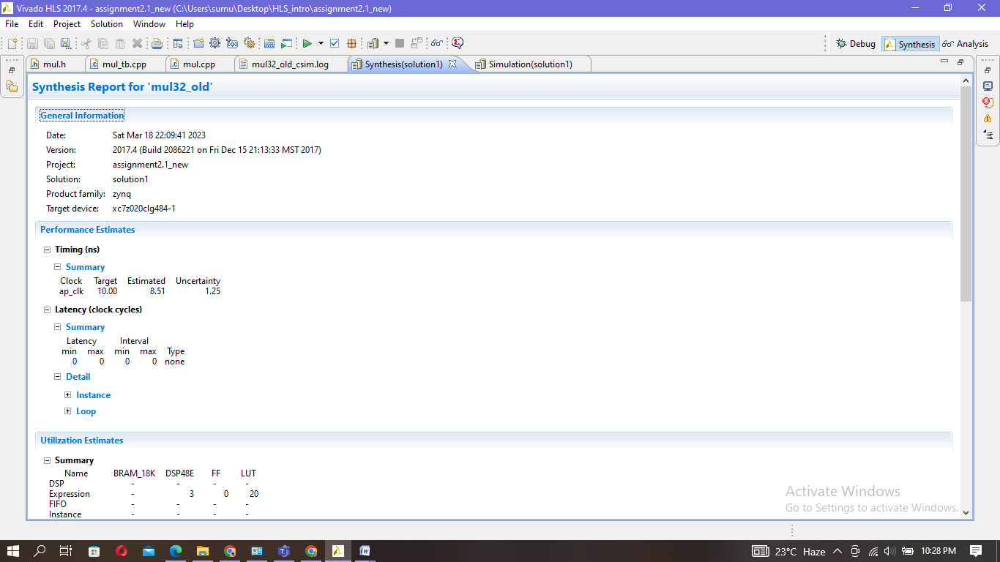 Vivado HLS 2017.4 - assignment2.1_new (C:\Users\sumu\Desktop\HLS_intro\assignment2.1_new)
File Edit Project Solution Window Help
Debug Synthesis Analysis
mul.h mul_tb.cpp mul.cpp mul32_old_csim.log Synthesis(solution1) Simulation(solution1)
Synthesis Report for 'mul32_old'
General Information
Date: Sat Mar 18 22:09:41 2023
Version: 2017.4 (Build 2086221 on Fri Dec 15 21:13:33 MST 2017)
Project: assignment2.1_new
Solution: solution1
Product family: zynq
Target device: xc7z020clg484-1
Performance Estimates
Timing (ns)
Summary
Clock Target Estimated Uncertainty
ap_clk 10.00 8.51 1.25
Latency (clock cycles)
Summary
Latency Interval
min max min max Type
0 0 0 0 none
Detail
Instance
Loop
Utilization Estimates
Summary
Name BRAM_18K DSP48E FF LUT
DSP - - - -
Expression - 3 0 20
FIFO - - - -
Instance - - - -
Activate Windows
Go to Settings to activate Windows.
23°C Haze 10:28 PM